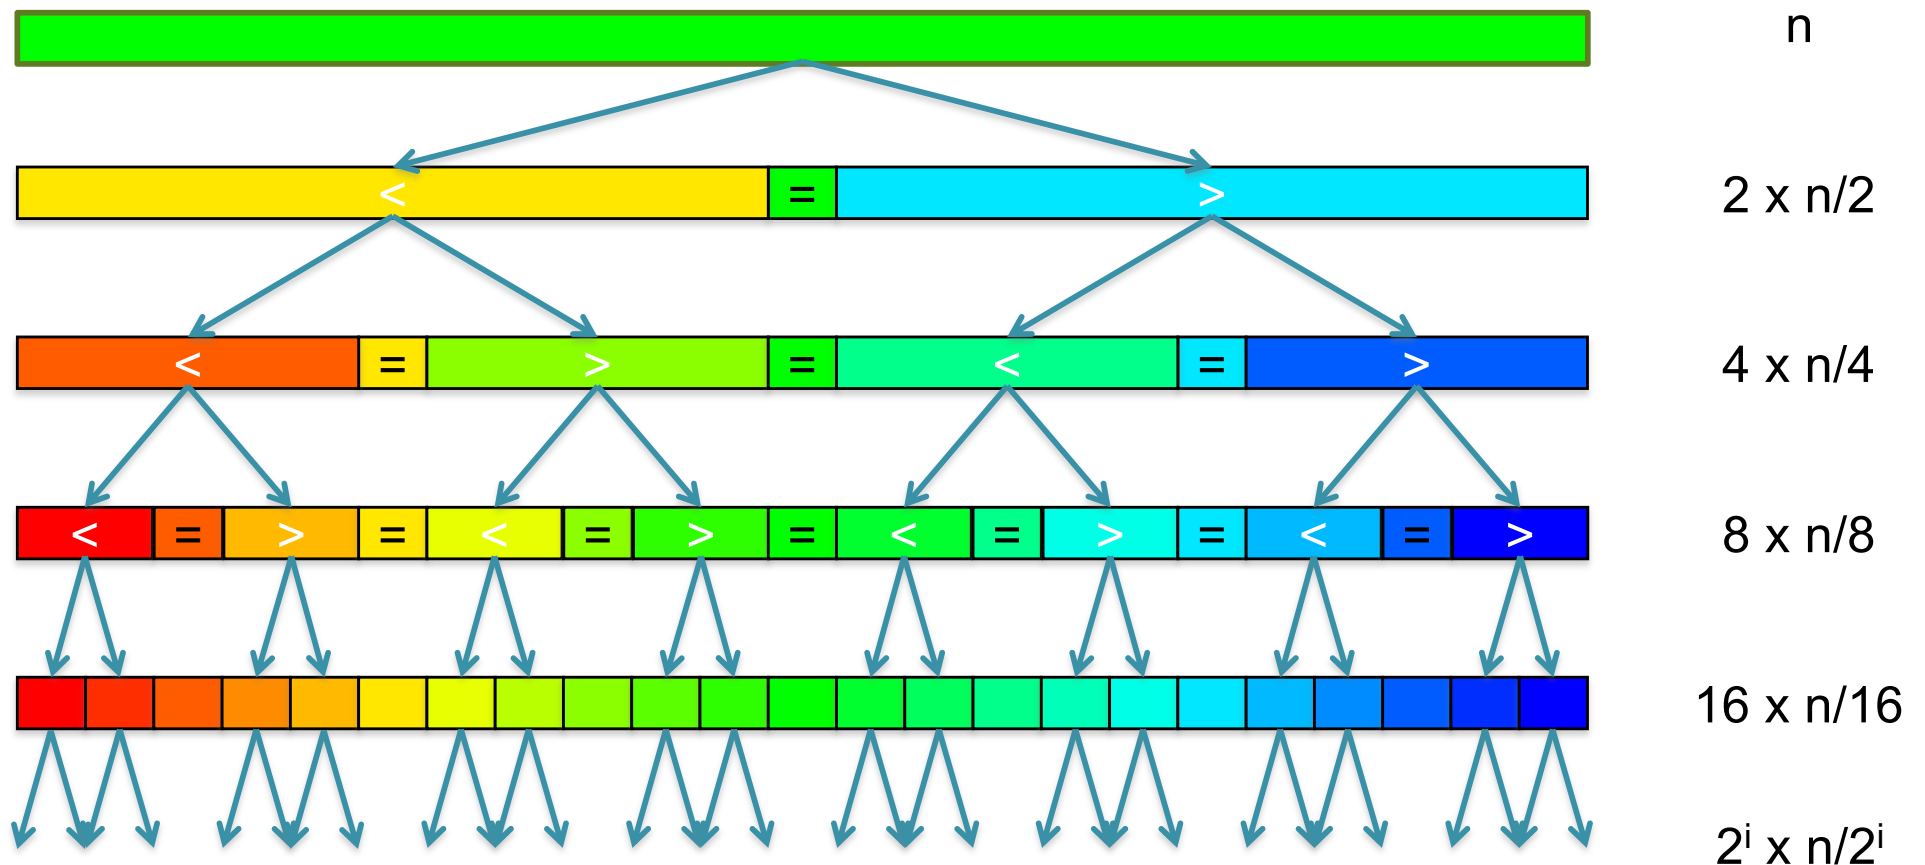 n
< = > 2 x n/2
< = > = < = > 4 x n/4
< = > = < = > = < = > = < = > 8 x n/8
16 x n/16
2ⁱ x n/2ⁱ